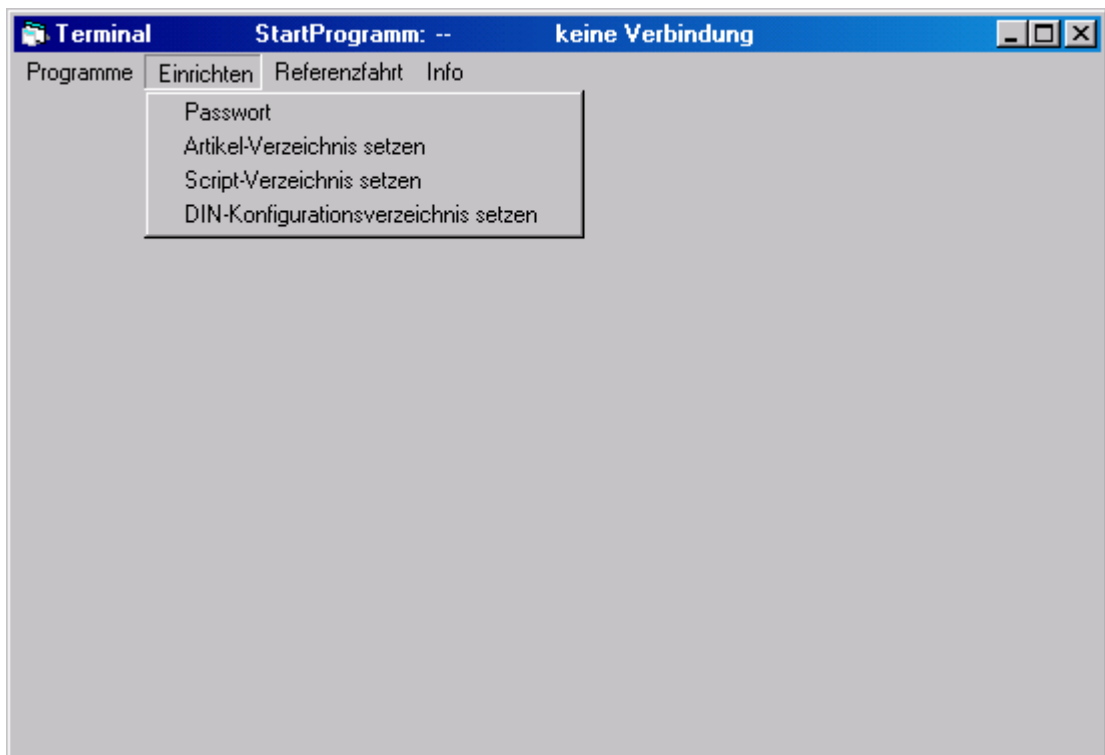 Terminal StartProgramm: -- keine Verbindung
Programme Einrichten Referenzfahrt Info
Passwort
Artikel-Verzeichnis setzen
Script-Verzeichnis setzen
DIN-Konfigurationsverzeichnis setzen